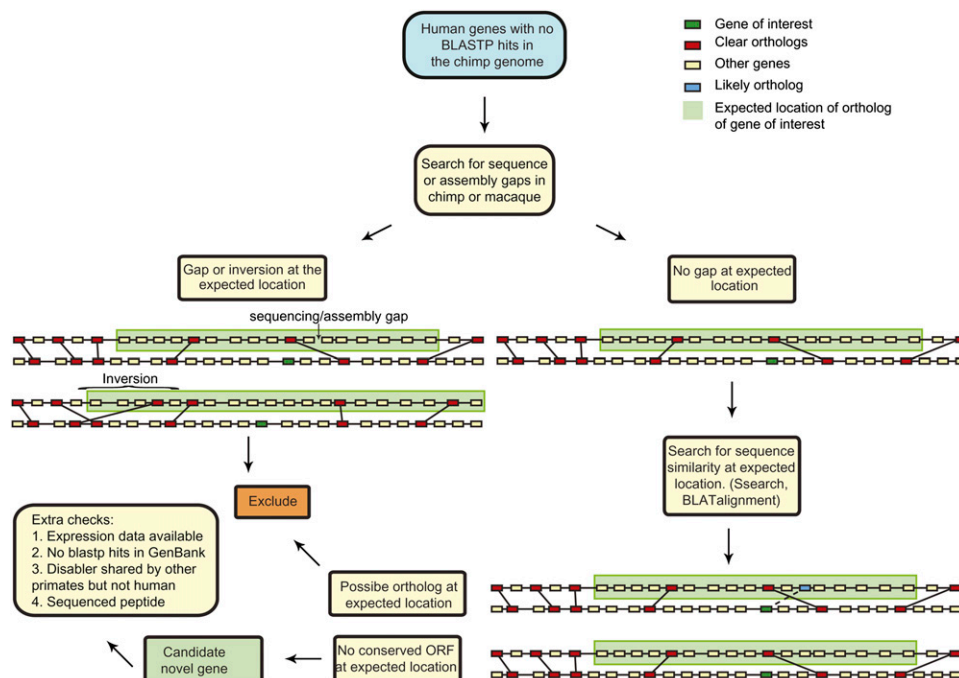 Human genes with no
BLASTP hits in
the chimp genome
Gene of interest
Clear orthologs
Other genes
Likely ortholog
Expected location of ortholog
of gene of interest
Search for sequence
or assembly gaps in
chimp or macaque
Gap or inversion at the
expected location
No gap at expected
location
sequencing/assembly gap
Inversion
Search for sequence
similarity at expected
location. (Ssearch,
BLATalignment)
Exclude
Extra checks:
1. Expression data available
2. No blastp hits in GenBank
3. Disabler shared by other
primates but not human
4. Sequenced peptide
Possibe ortholog at
expected location
Candidate
novel gene
No conserved ORF
at expected location